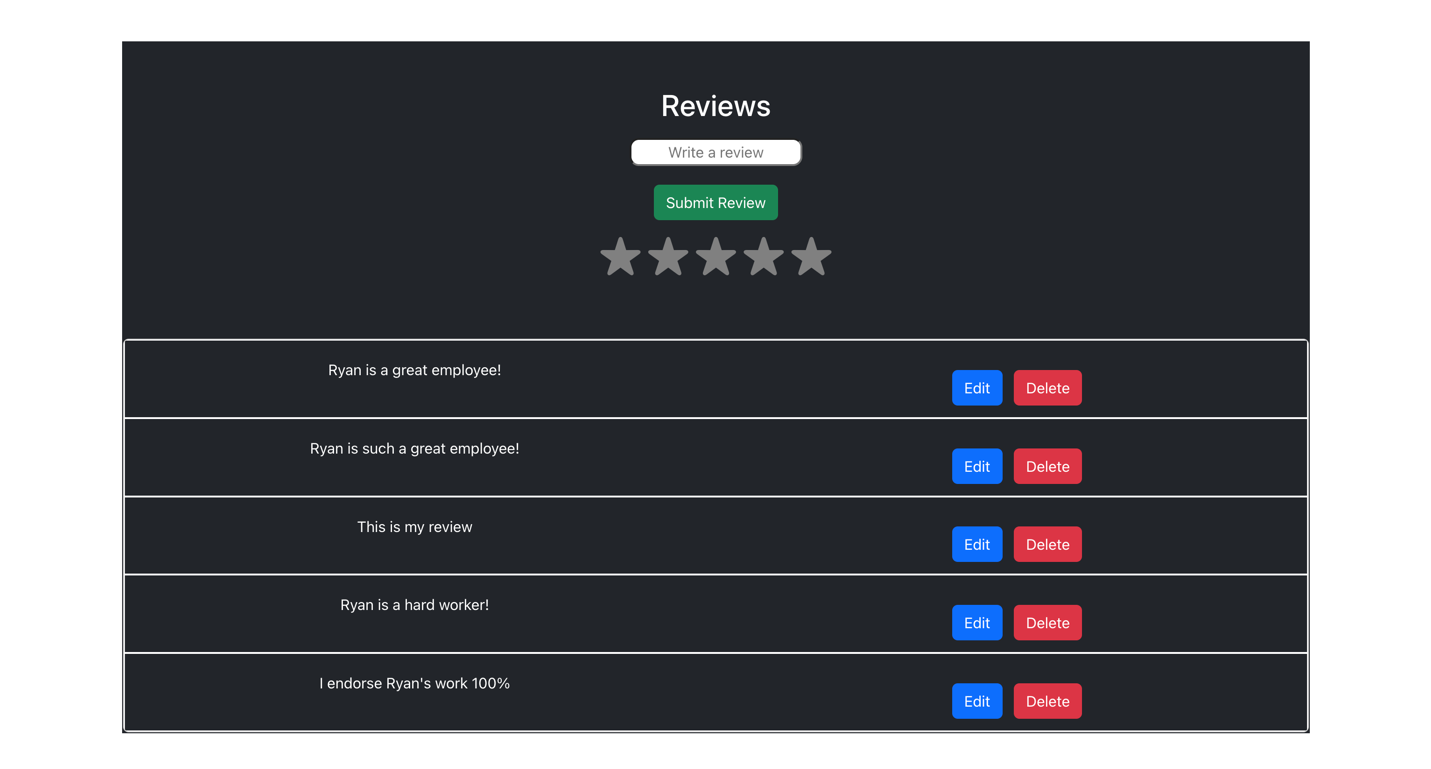 Reviews
Write a review
Submit Review
Ryan is a great employee!
Edit Delete
Ryan is such a great employee!
Edit Delete
This is my review
Edit Delete
Ryan is a hard worker!
Edit Delete
I endorse Ryan's work 100%
Edit Delete